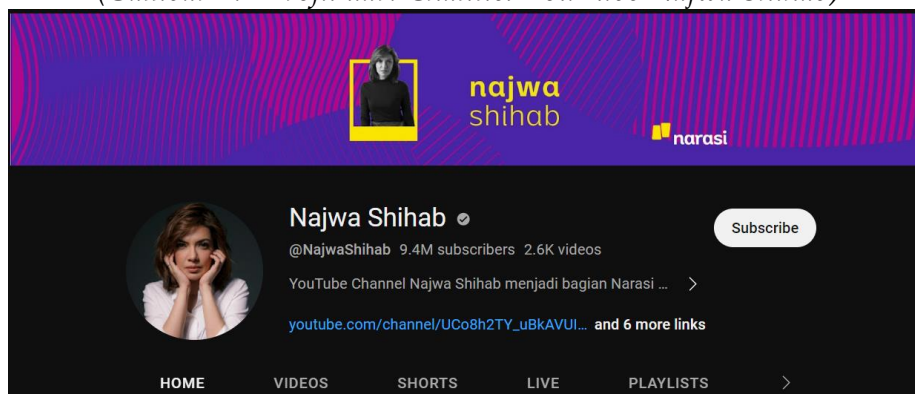 najwa
shihab
narasi
Najwa Shihab
@NajwaShihab 9.4M subscribers 2.6K videos
Subscribe
YouTube Channel Najwa Shihab menjadi bagian Narasi ...
youtube.com/channel/UCo8h2TY_uBkAVUI... and 6 more links
HOME VIDEOS SHORTS LIVE PLAYLISTS